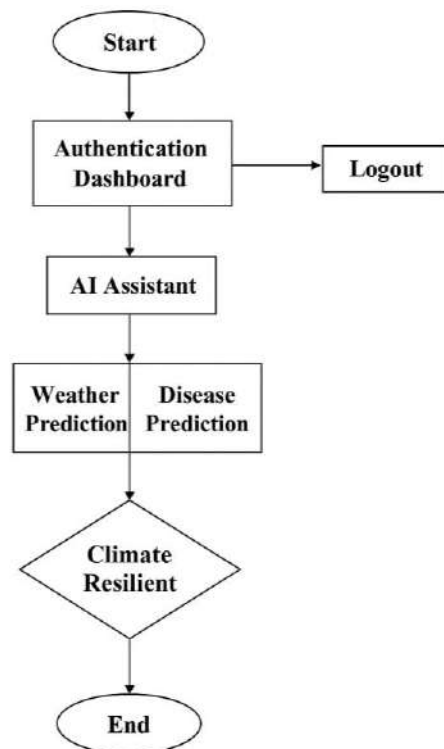 Start
Authentication
Dashboard
Logout
AI Assistant
Weather
Prediction
Disease
Prediction
Climate
Resilient
End